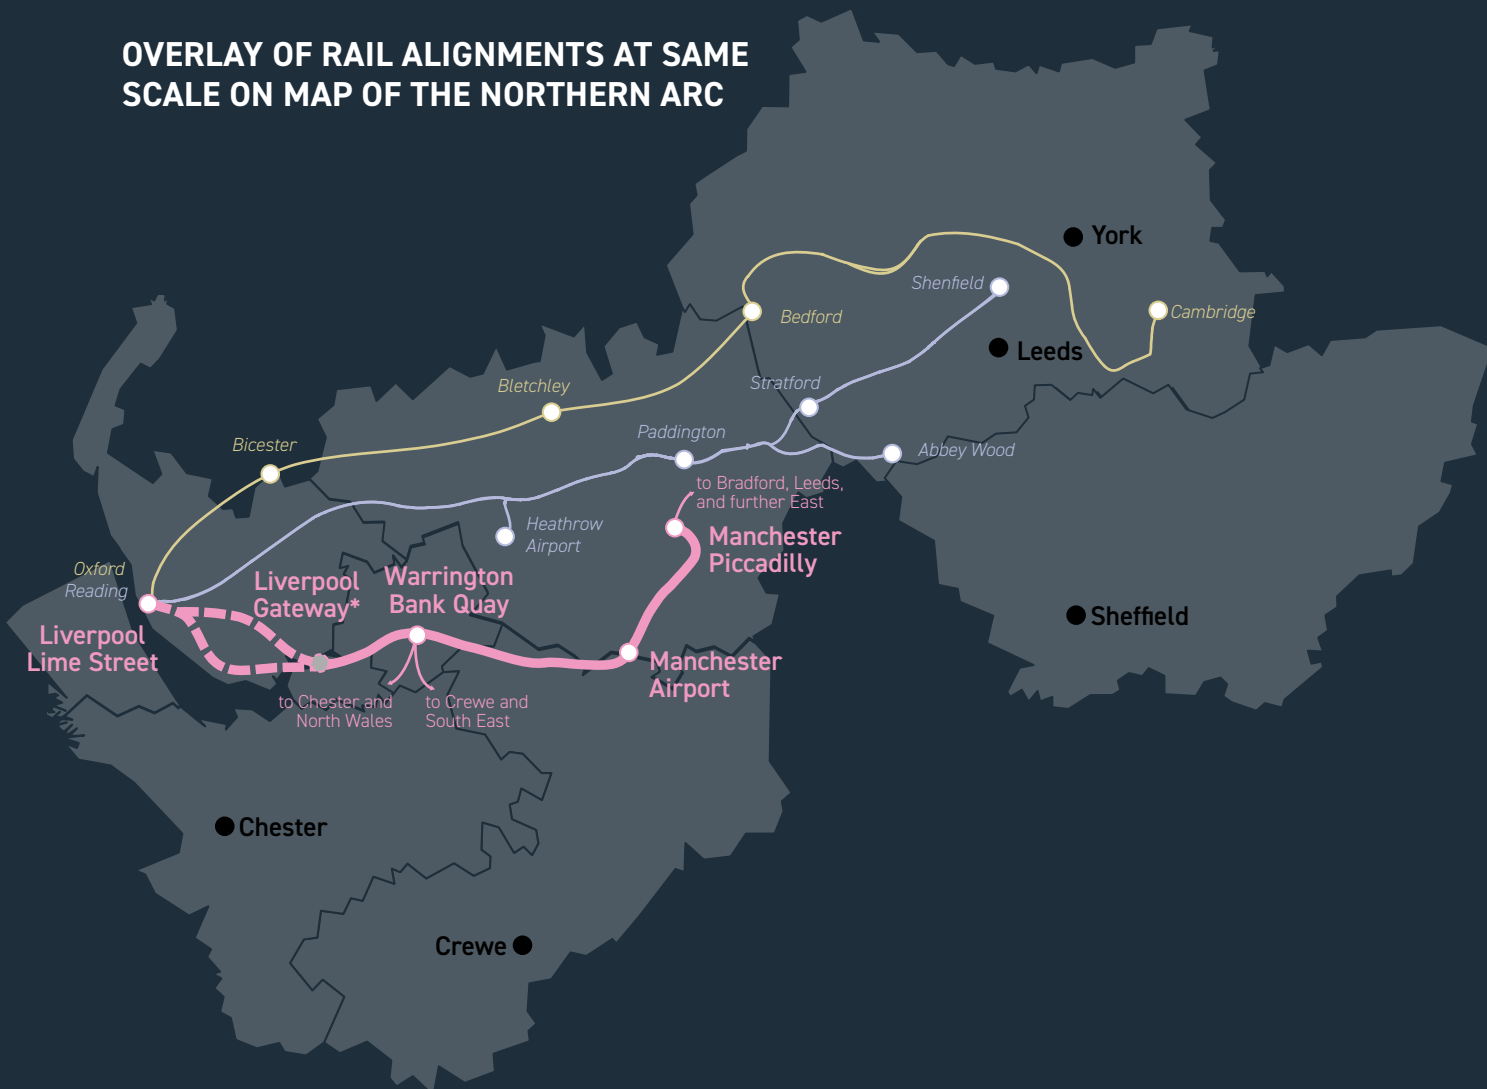 OVERLAY OF RAIL ALIGNMENTS AT SAME
SCALE ON MAP OF THE NORTHERN ARC
York
Shenfield
Bedford
Cambridge
Leeds
Stratford
Bletchley
Paddington
Bicester
Abbey Wood
to Bradford, Leeds,
and further East
Heathrow
Airport
Manchester
Piccadilly
Oxford
Reading
Liverpool
Gateway*
Warrington
Bank Quay
Sheffield
Liverpool
Lime Street
Manchester
Airport
to Chester and
North Wales
to Crewe and
South East
Chester
Crewe